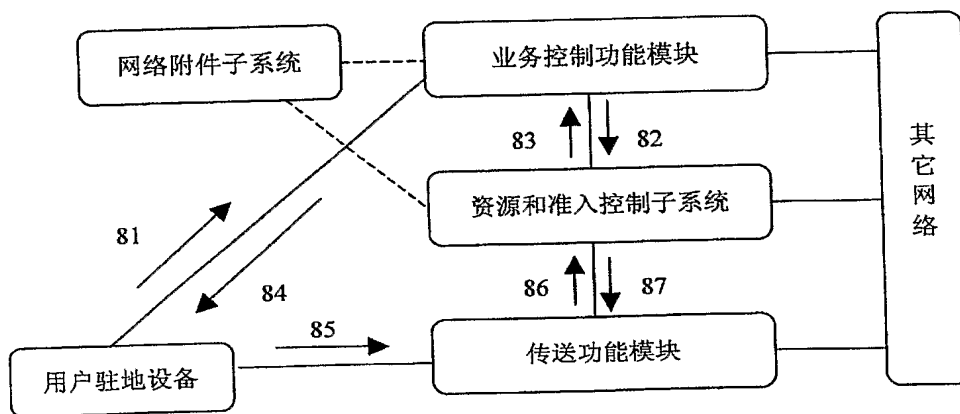 网络附件子系统
业务控制功能模块
83
82
81
资源和准入控制子系统
其它网络
84
86
87
85
用户驻地设备
传送功能模块